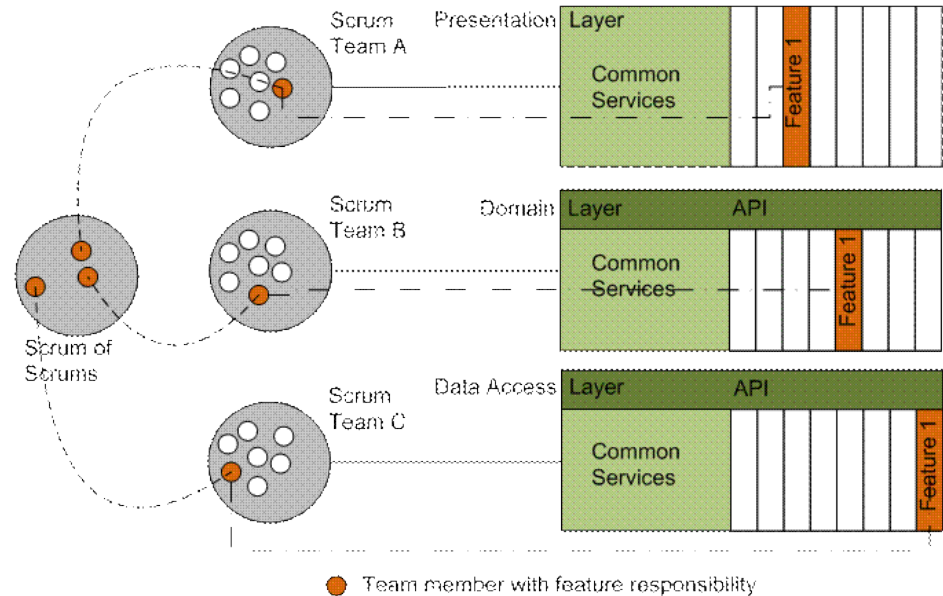 Scrum
Team A
Presentation
Layer
Common
Services
Feature 1
Scrum
Team B
Domain
Layer
API
Common
Services
Feature 1
Scrum of
Scrums
Scrum
Team C
Data Access
Layer
API
Common
Services
Feature 1
Team member with feature responsibility